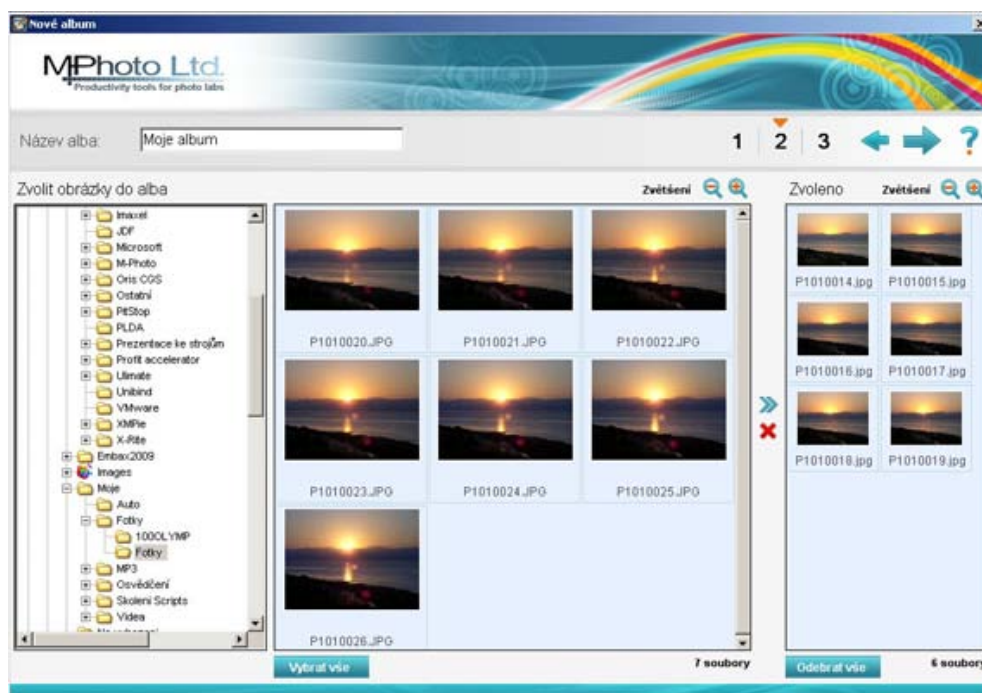 Nové album
M-Photo Ltd.
Productivity tools for photo labs
Název alba:
Moje album
1 2 3
?
Zvolit obrázky do alba
Zvětšení
Zvoleno
Zvětšení
Imaxel
JDF
Microsoft
M-Photo
Oris CGS
Ostatní
PitStop
PLDA
Prezentace ke strojům
Profit accelerator
Ulmate
Unibind
VMware
XMPie
X-Rite
Embax2009
Images
Moje
Auto
Fotky
100OLYMP
Fotky
MP3
Osvědčení
Skoleni Scripts
Videa
P1010020.JPG
P1010021.JPG
P1010022.JPG
P1010023.JPG
P1010024.JPG
P1010025.JPG
P1010026.JPG
P1010014.jpg
P1010015.jpg
P1010016.jpg
P1010017.jpg
P1010018.jpg
P1010019.jpg
Vybrat vše
7 soubory
Odebrat vše
6 soubory